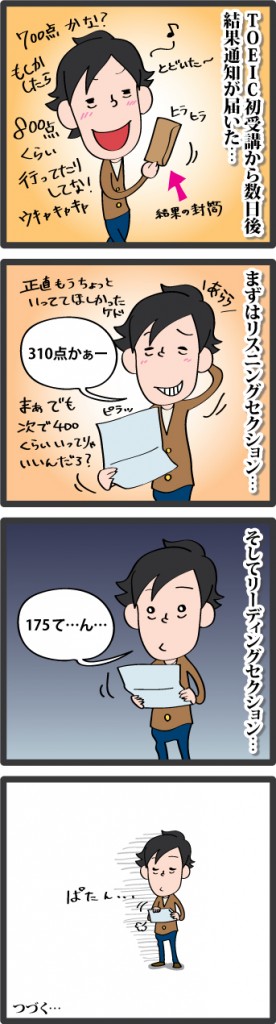 TOEIC初受講から数日後
結果通知が届いた…
700点 かな!?
もしか
したら
とどいた〜
♪
800点
くらい
行ってたり
してな!
ウキャキャキャ
ヒラ
ヒラ
結果の封筒
まずはリスニングセクション…
正直もうちょっと
いっててほしかった
ケド
あらら
310点かぁー
ピラッ
まぁでも
次で400
くらいいってりゃ
いいんだろ?
そしてリーディングセクション…
175て…ん…
ぱたん・・・
つづく…